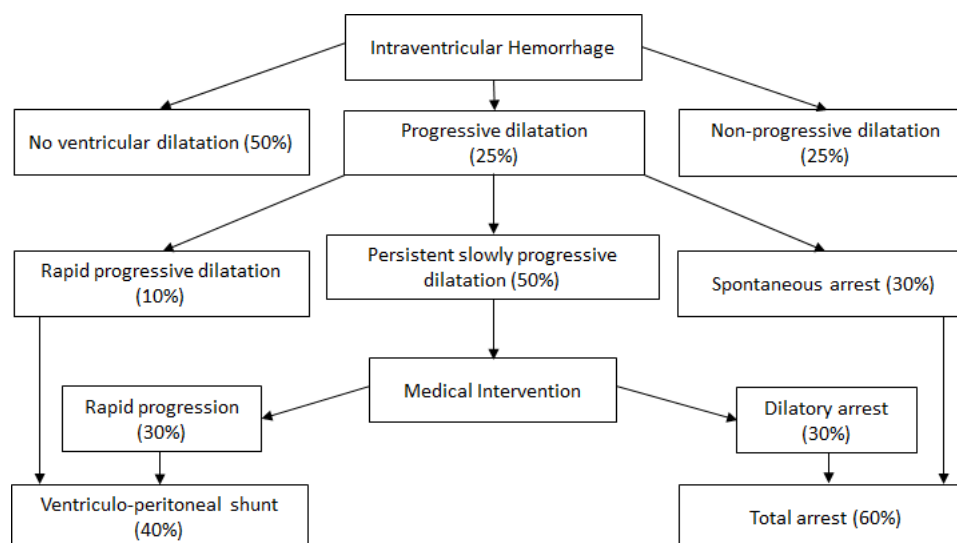 Intraventricular Hemorrhage
No ventricular dilatation (50%)
Progressive dilatation
(25%)
Non-progressive dilatation
(25%)
Rapid progressive dilatation
(10%)
Persistent slowly progressive
dilatation (50%)
Spontaneous arrest (30%)
Medical Intervention
Rapid progression
(30%)
Dilatory arrest
(30%)
Ventriculo-peritoneal shunt
(40%)
Total arrest (60%)